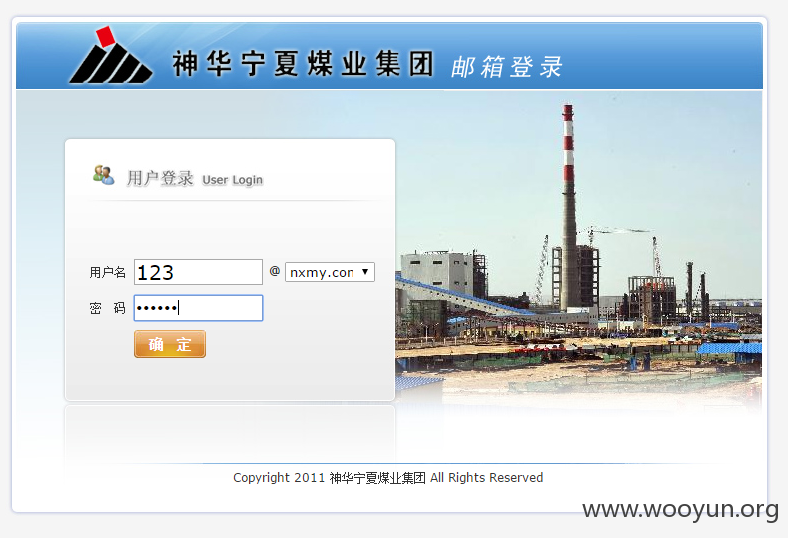 神华宁夏煤业集团 邮箱登录
用户登录 User Login
用户名 123 @ nxmy.con
密 码 ••••••
确 定
Copyright 2011 神华宁夏煤业集团 All Rights Reserved
www.wooyun.org